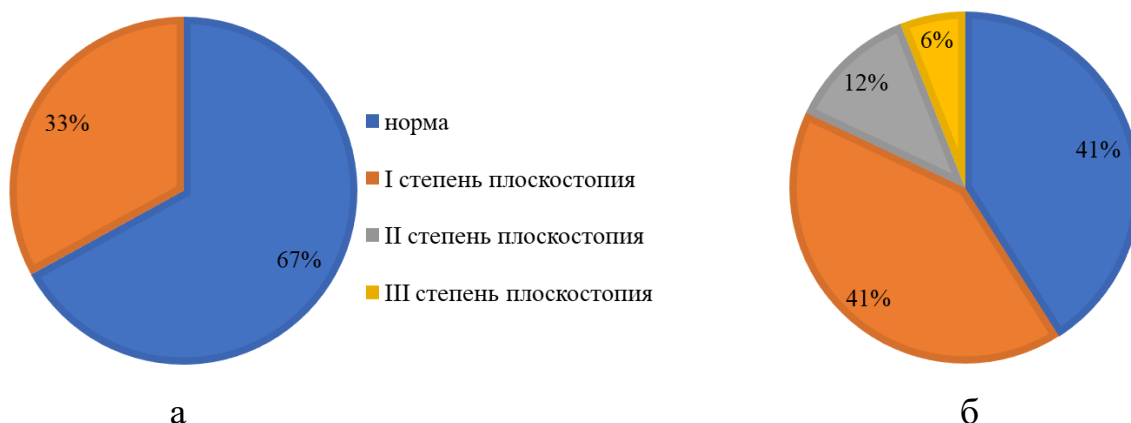 33%
67%
норма
I степень плоскостопия
II степень плоскостопия
III степень плоскостопия
6%
12%
41%
41%
а
б